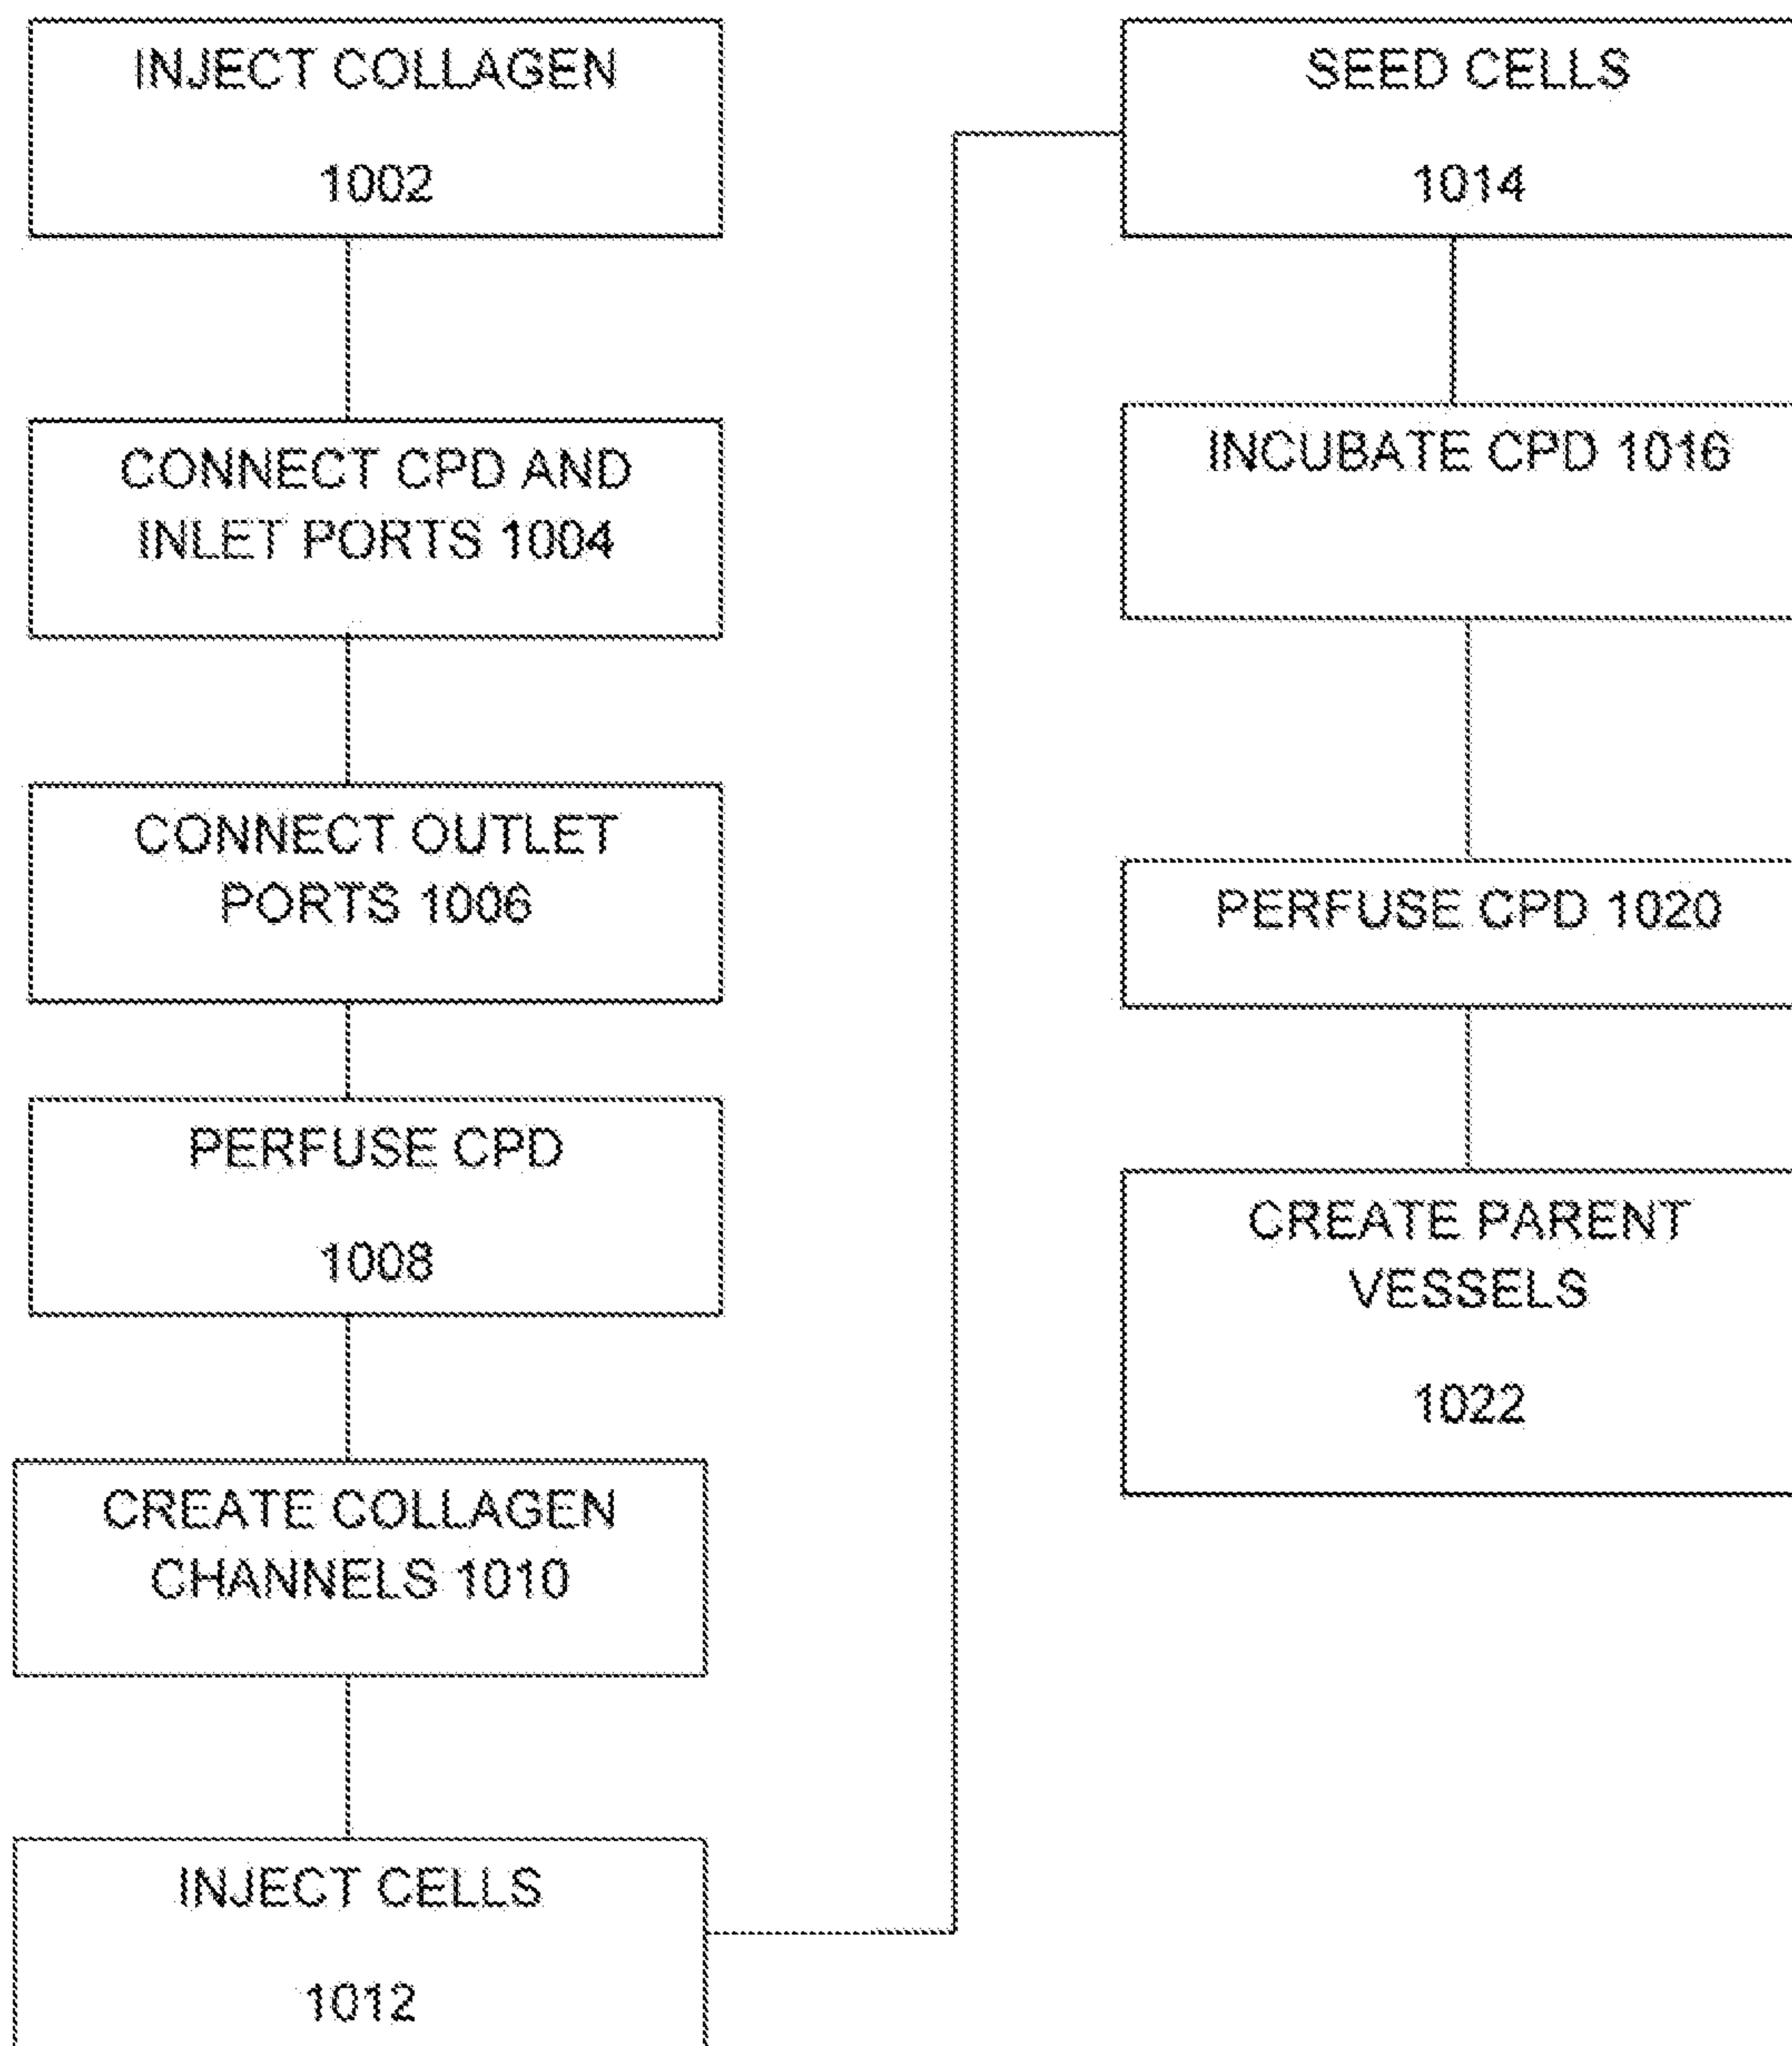 INJECT COLLAGEN
1002
CONNECT CPD AND
INLET PORTS 1004
CONNECT OUTLET
PORTS 1006
PERFUSE CPD
1008
CREATE COLLAGEN
CHANNELS 1010
INJECT CELLS
1012
SEED CELLS
1014
INCUBATE CPD 1016
PERFUSE CPD 1020
CREATE PARENT
VESSELS
1022